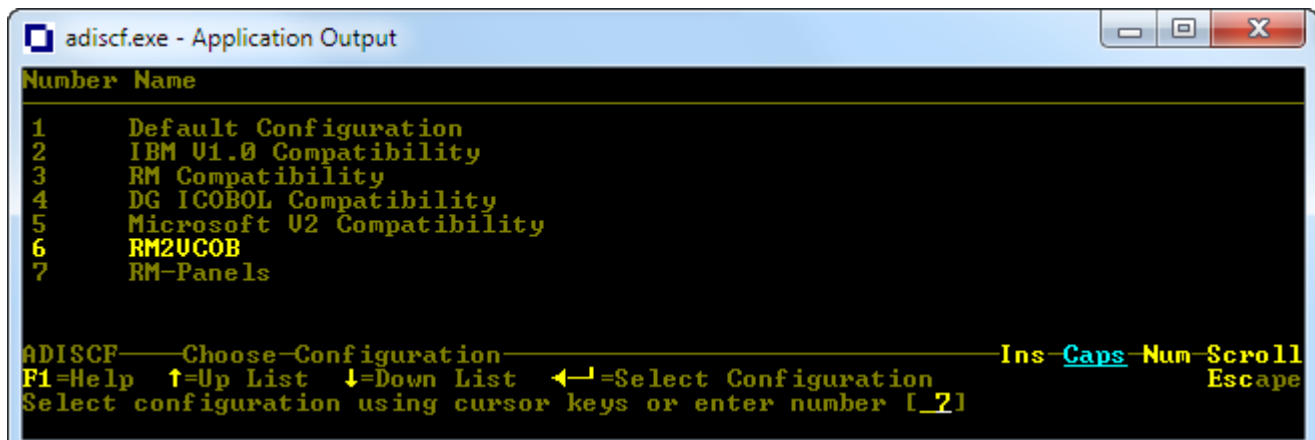 adiscf.exe - Application Output
Number Name
1 Default Configuration
2 IBM V1.0 Compatibility
3 RM Compatibility
4 DG ICOBOL Compatibility
5 Microsoft V2 Compatibility
6 RM2VCOB
7 RM-Panels
ADISCF——Choose-Configuration——Ins-Caps-Num-Scroll
F1=Help ↑=Up List ↓=Down List ◄─┘=Select Configuration Escape
Select configuration using cursor keys or enter number [ 7]